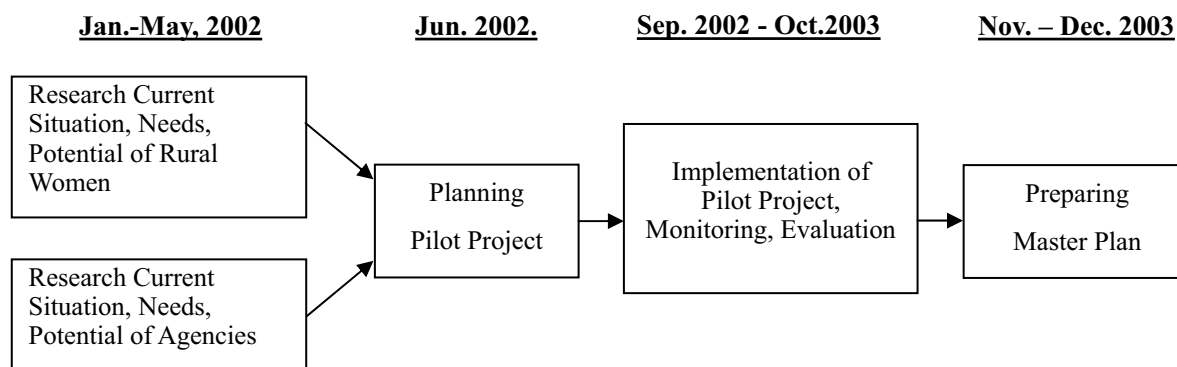 Jan.-May, 2002
Jun. 2002.
Sep. 2002 - Oct.2003
Nov. – Dec. 2003
Research Current
Situation, Needs,
Potential of Rural
Women
Research Current
Situation, Needs,
Potential of Agencies
Planning
Pilot Project
Implementation of
Pilot Project,
Monitoring, Evaluation
Preparing
Master Plan